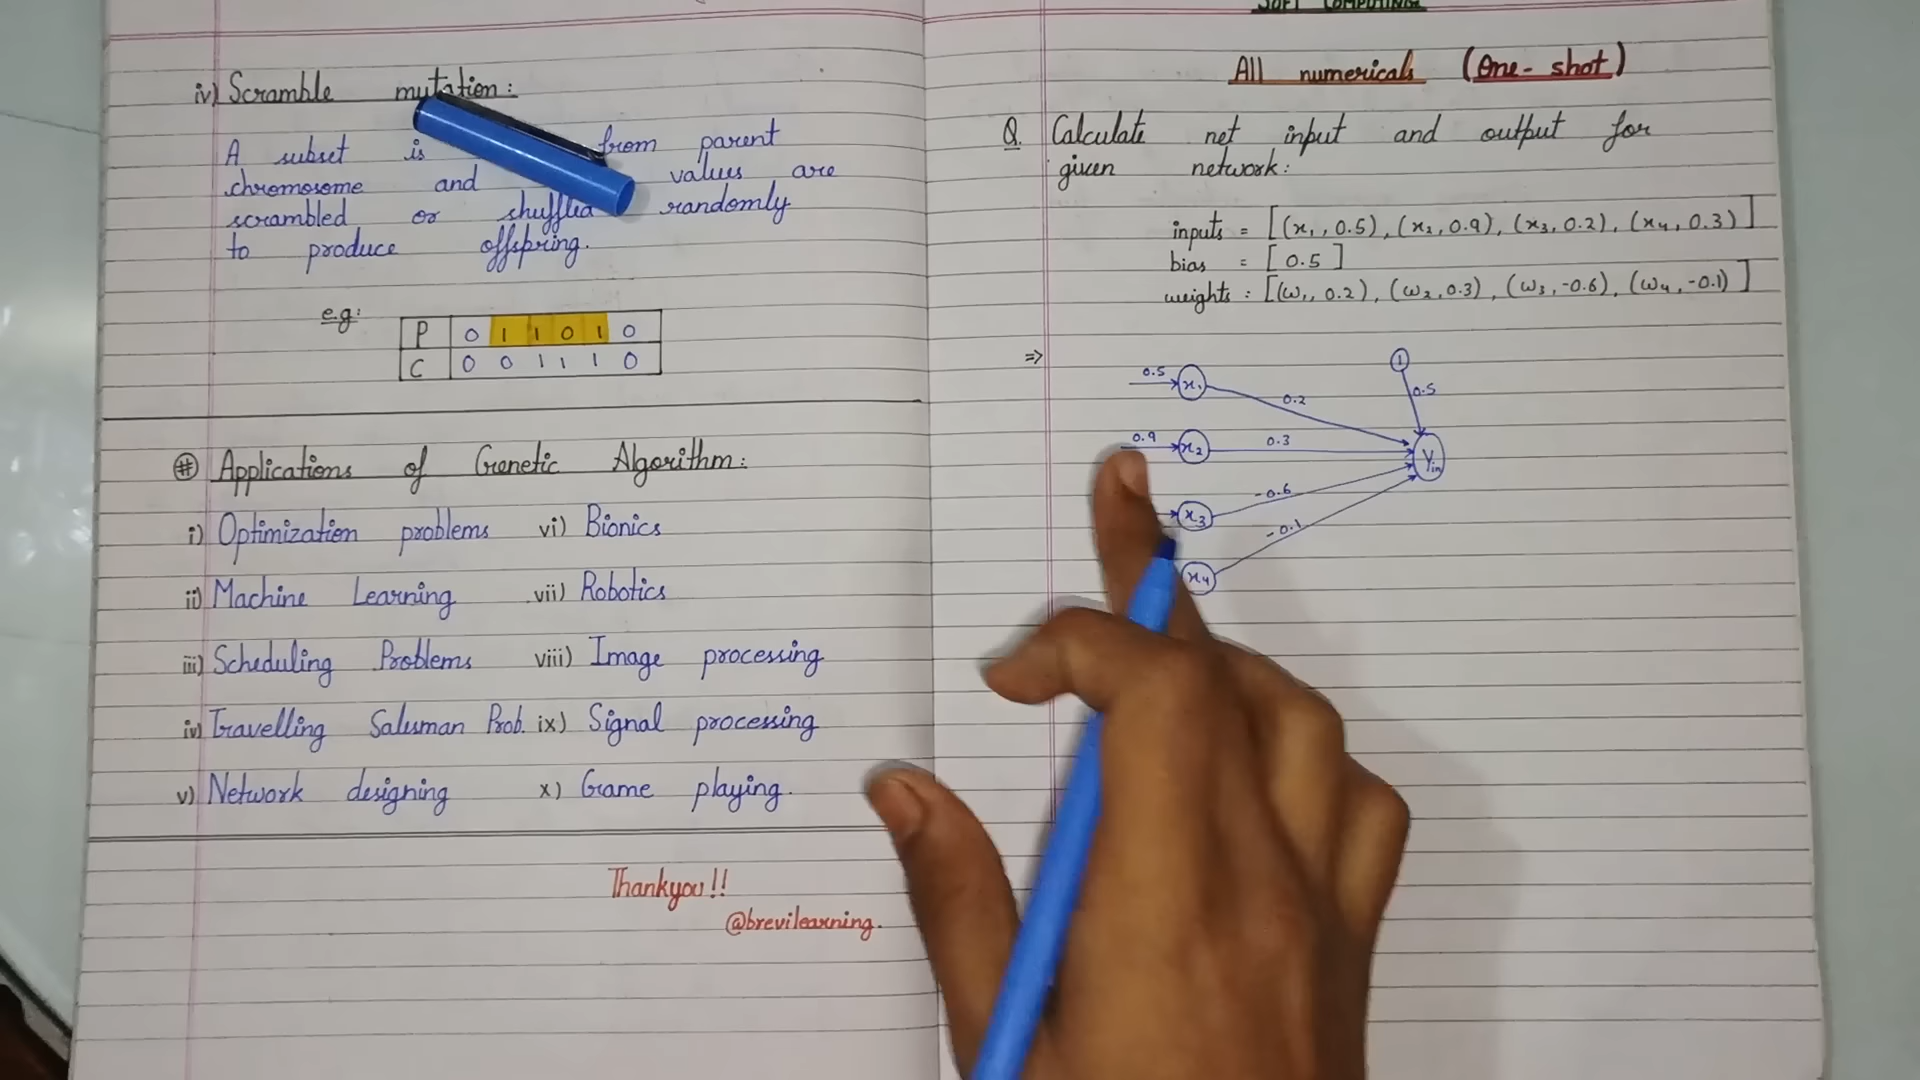 iv) Scramble mutation:
A subset is from parent
chromosome and values are
scrambled or shuffled randomly
to produce offspring.
e.g:
P 0 1 1 0 1 0
C 0 0 1 1 1 0
# Applications of Genetic Algorithm:
i) Optimization problems vi) Bionics
ii) Machine Learning vii) Robotics
iii) Scheduling Problems viii) Image processing
iv) Travelling Salesman Prob. ix) Signal processing
v) Network designing x) Game playing.
Thankyou!!
@brevilearning.
SOFT COMPUTING
All numericals (One-shot)
Q. Calculate net input and output for
given network:
inputs = [(x1, 0.5), (x2, 0.9), (x3, 0.2), (x4, 0.3)]
bias = [0.5]
weights: [(ω1, 0.2), (ω2, 0.3), (ω3, -0.6), (ω4, -0.1)]
=>
1
0.5 x1 0.2 0.5
0.9 x2 0.3 Yin
x3 -0.6
x4 -0.1